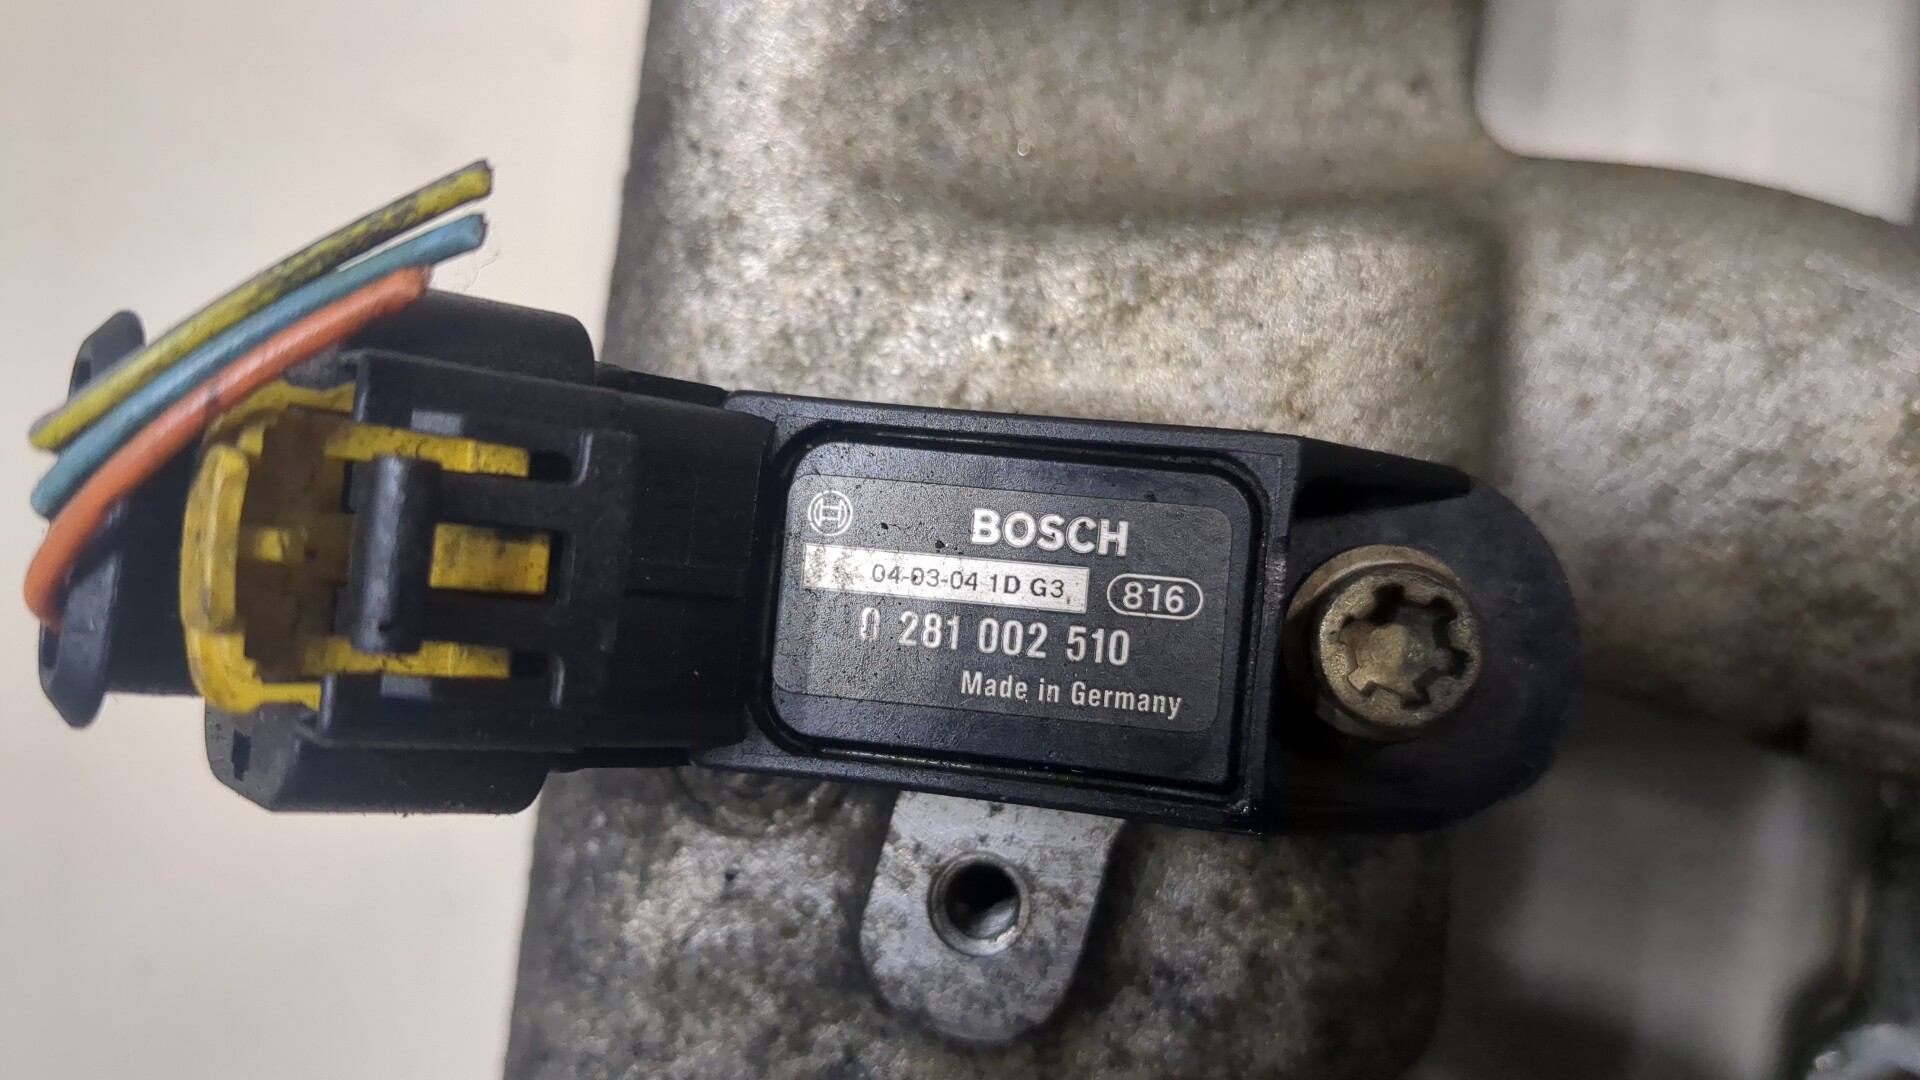 BOSCH
04-03-04 1D G3
816
0 281 002 510
Made in Germany